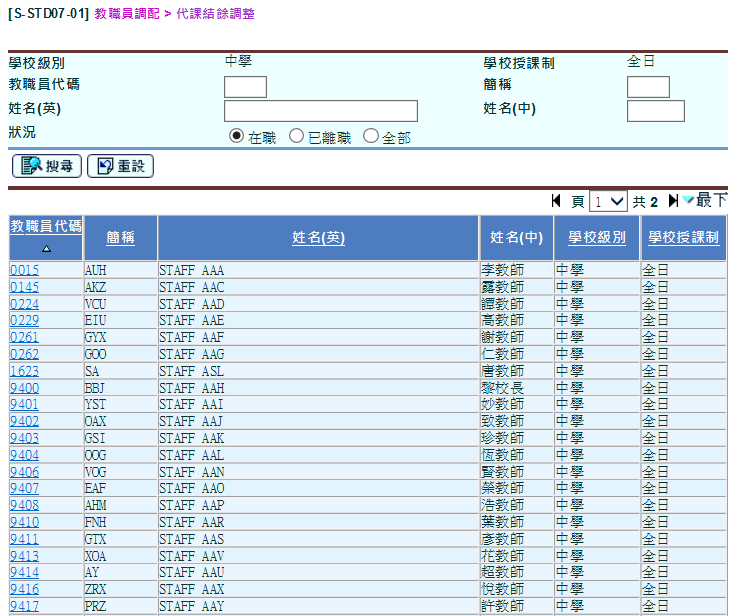 [S-STD07-01] 教職員調配 > 代課結餘調整
學校級別 中學 學校授課制 全日
教職員代碼 簡稱
姓名(英) 姓名(中)
狀況 在職 已離職 全部
搜尋 重設
頁 1 共 2 最下
教職員代碼 簡稱 姓名(英) 姓名(中) 學校級別 學校授課制
0015 AUH STAFF AAA 李教師 中學 全日
0145 AKZ STAFF AAC 露教師 中學 全日
0224 VCU STAFF AAD 譚教師 中學 全日
0229 EIU STAFF AAE 高教師 中學 全日
0261 GYX STAFF AAF 謝教師 中學 全日
0262 GOO STAFF AAG 仁教師 中學 全日
1623 SA STAFF ASL 唐教師 中學 全日
9400 BBJ STAFF AAH 黎校長 中學 全日
9401 YST STAFF AAI 妙教師 中學 全日
9402 OAX STAFF AAJ 致教師 中學 全日
9403 GSI STAFF AAK 珍教師 中學 全日
9404 OOG STAFF AAL 恆教師 中學 全日
9406 VOG STAFF AAN 賢教師 中學 全日
9407 EAF STAFF AAO 榮教師 中學 全日
9408 AHM STAFF AAP 浩教師 中學 全日
9410 FNH STAFF AAR 葉教師 中學 全日
9411 GTX STAFF AAS 彥教師 中學 全日
9413 XOA STAFF AAV 花教師 中學 全日
9414 AY STAFF AAU 超教師 中學 全日
9416 ZRX STAFF AAX 悅教師 中學 全日
9417 PRZ STAFF AAY 許教師 中學 全日